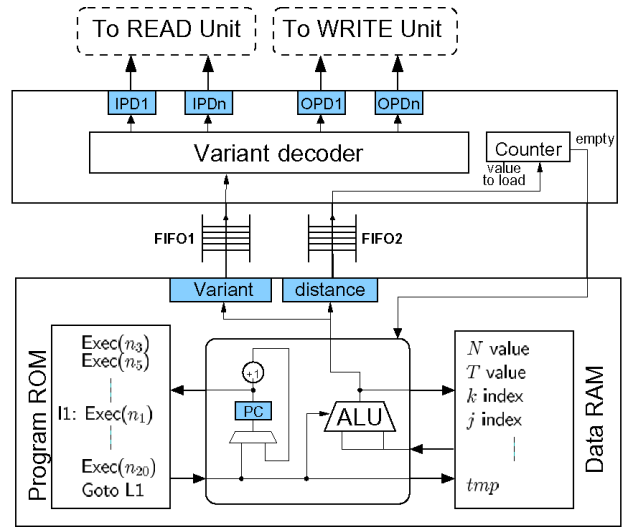 To READ Unit
To WRITE Unit
IPD1
IPDn
OPD1
OPDn
Variant decoder
Counter
empty
value
to load
FIFO1
FIFO2
Variant
distance
Program ROM
Exec(n₃)
Exec(n₅)
l1: Exec(n₁)
Exec(n₂₀)
Goto L1
+1
PC
ALU
N value
T value
k index
j index
tmp
Data RAM